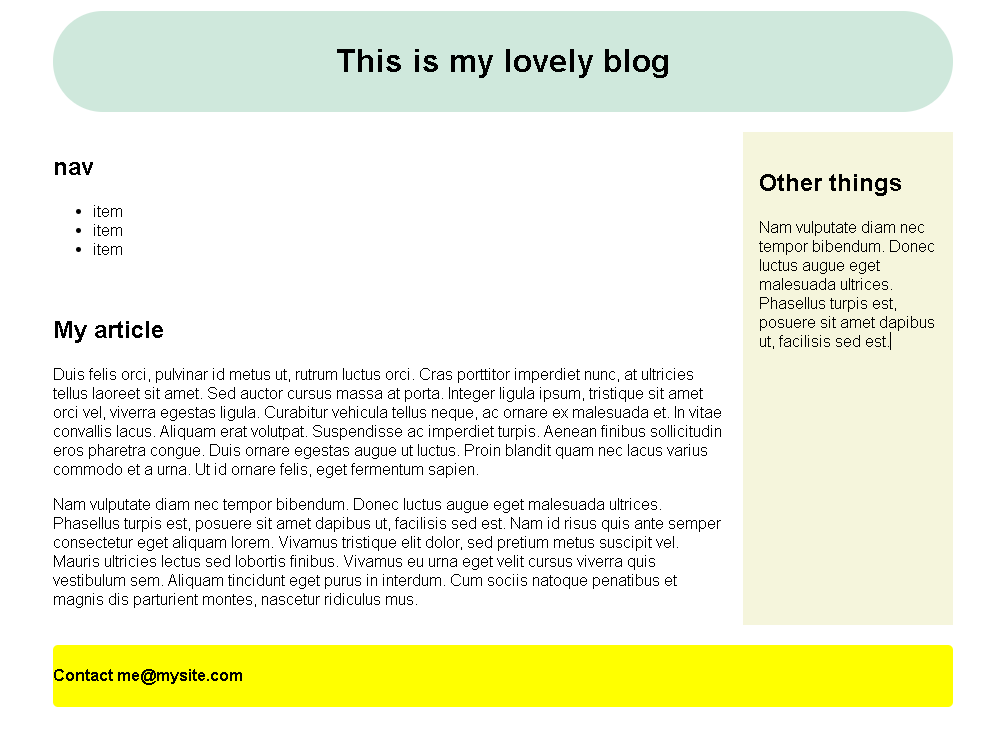 This is my lovely blog
nav
item
item
item
My article
Duis felis orci, pulvinar id metus ut, rutrum luctus orci. Cras porttitor imperdiet nunc, at ultricies
tellus laoreet sit amet. Sed auctor cursus massa at porta. Integer ligula ipsum, tristique sit amet
orci vel, viverra egestas ligula. Curabitur vehicula tellus neque, ac ornare ex malesuada et. In vitae
convallis lacus. Aliquam erat volutpat. Suspendisse ac imperdiet turpis. Aenean finibus sollicitudin
eros pharetra congue. Duis ornare egestas augue ut luctus. Proin blandit quam nec lacus varius
commodo et a urna. Ut id ornare felis, eget fermentum sapien.
Nam vulputate diam nec tempor bibendum. Donec luctus augue eget malesuada ultrices.
Phasellus turpis est, posuere sit amet dapibus ut, facilisis sed est. Nam id risus quis ante semper
consectetur eget aliquam lorem. Vivamus tristique elit dolor, sed pretium metus suscipit vel.
Mauris ultricies lectus sed lobortis finibus. Vivamus eu urna eget velit cursus viverra quis
vestibulum sem. Aliquam tincidunt eget purus in interdum. Cum sociis natoque penatibus et
magnis dis parturient montes, nascetur ridiculus mus.
Other things
Nam vulputate diam nec
tempor bibendum. Donec
luctus augue eget
malesuada ultrices.
Phasellus turpis est,
posuere sit amet dapibus
ut, facilisis sed est.
Contact me@mysite.com